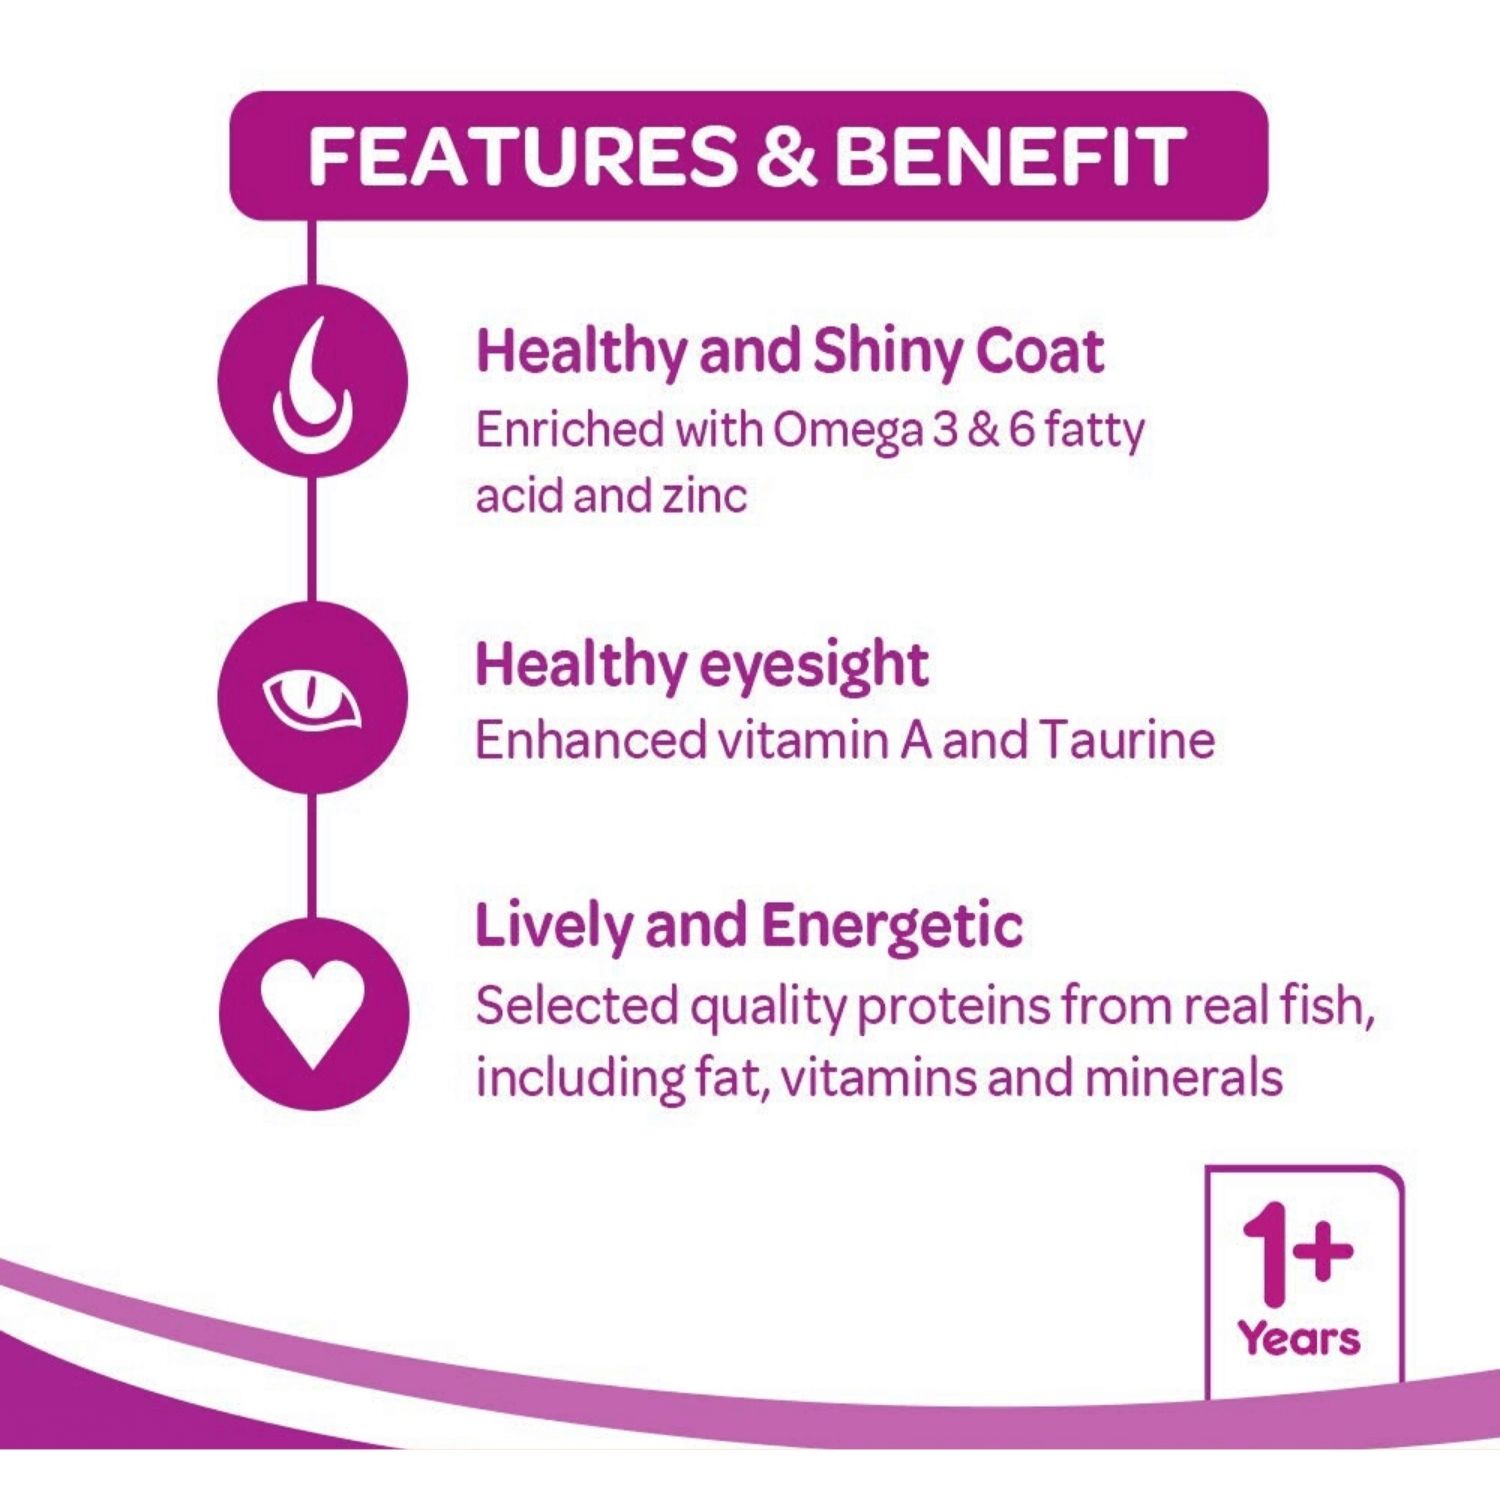 FEATURES & BENEFIT
Healthy and Shiny Coat
Enriched with Omega 3 & 6 fatty
acid and zinc
Healthy eyesight
Enhanced vitamin A and Taurine
Lively and Energetic
Selected quality proteins from real fish,
including fat, vitamins and minerals
1+
Years